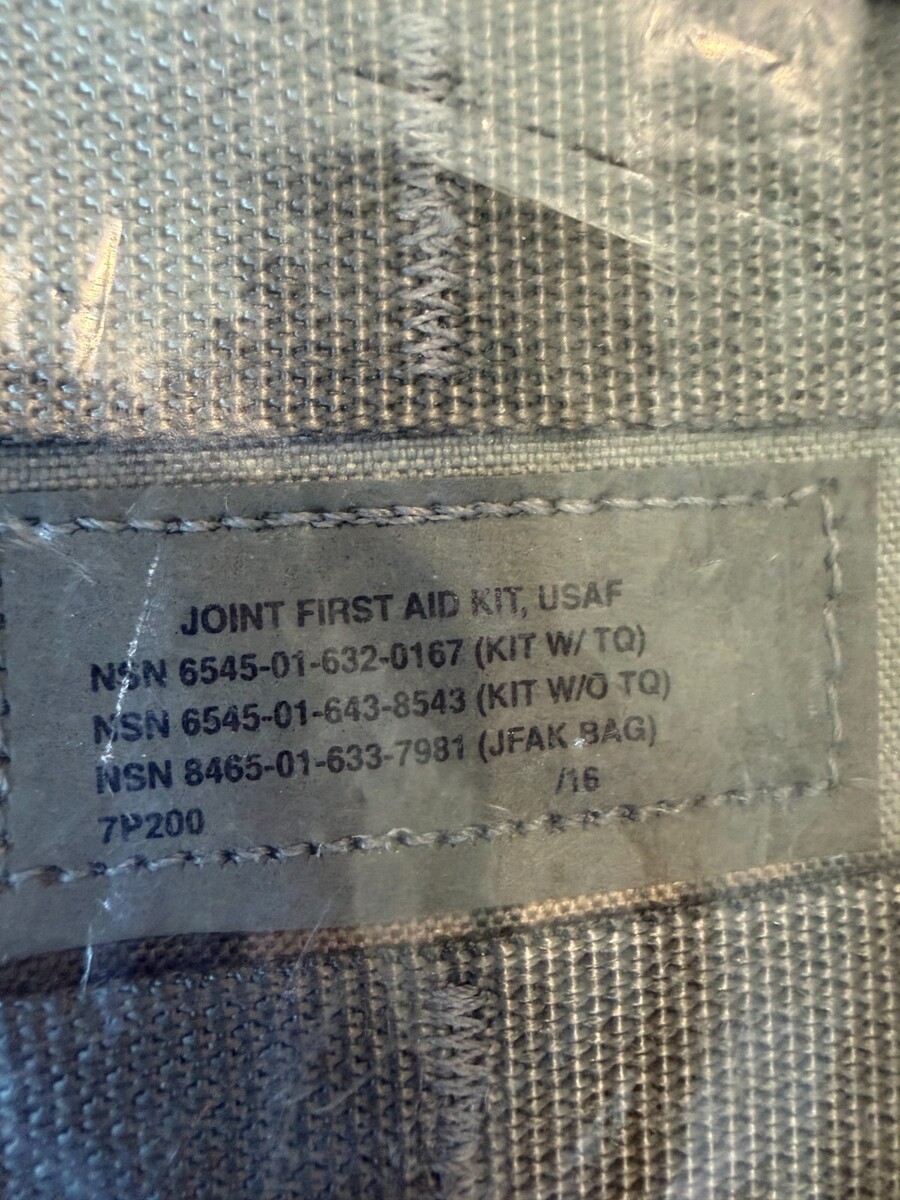 JOINT FIRST AID KIT, USAF
NSN 6545-01-632-0167 (KIT W/ TQ)
NSN 6545-01-643-8543 (KIT W/O TQ)
NSN 8465-01-633-7981 (JFAK BAG)
/16
7P200